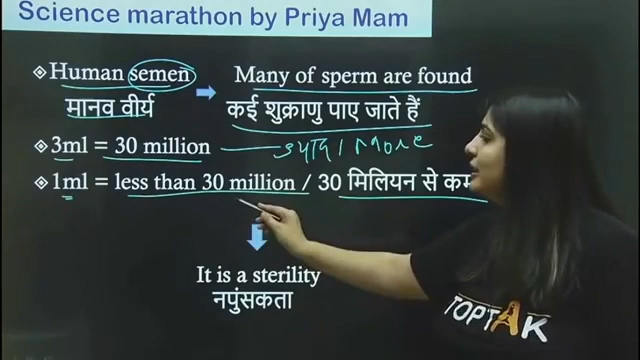 Science marathon by Priya Mam
❖ Human semen → Many of sperm are found
मानव वीर्य कई शुक्राणु पाए जाते हैं
❖ 3ml = 30 million more
❖ 1ml = less than 30 million / 30 मिलियन से कम
It is a sterility
नपुंसकता
TOPTAK